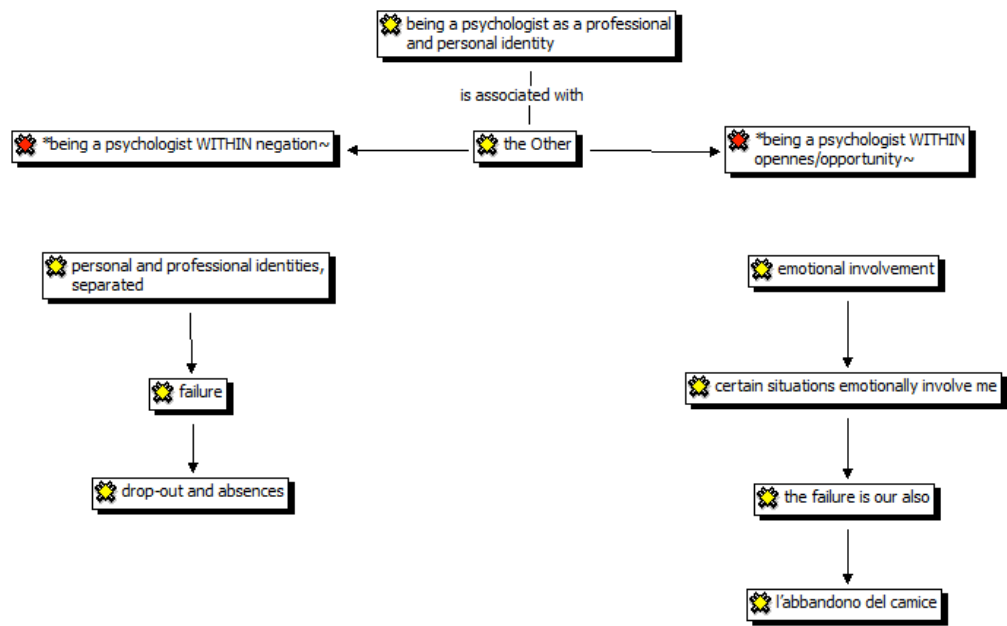 being a psychologist as a professional
and personal identity
is associated with
*being a psychologist WITHIN negation~
the Other
*being a psychologist WITHIN
opennes/opportunity~
personal and professional identities,
separated
emotional involvement
failure
certain situations emotionally involve me
drop-out and absences
the failure is our also
l'abbandono del camice